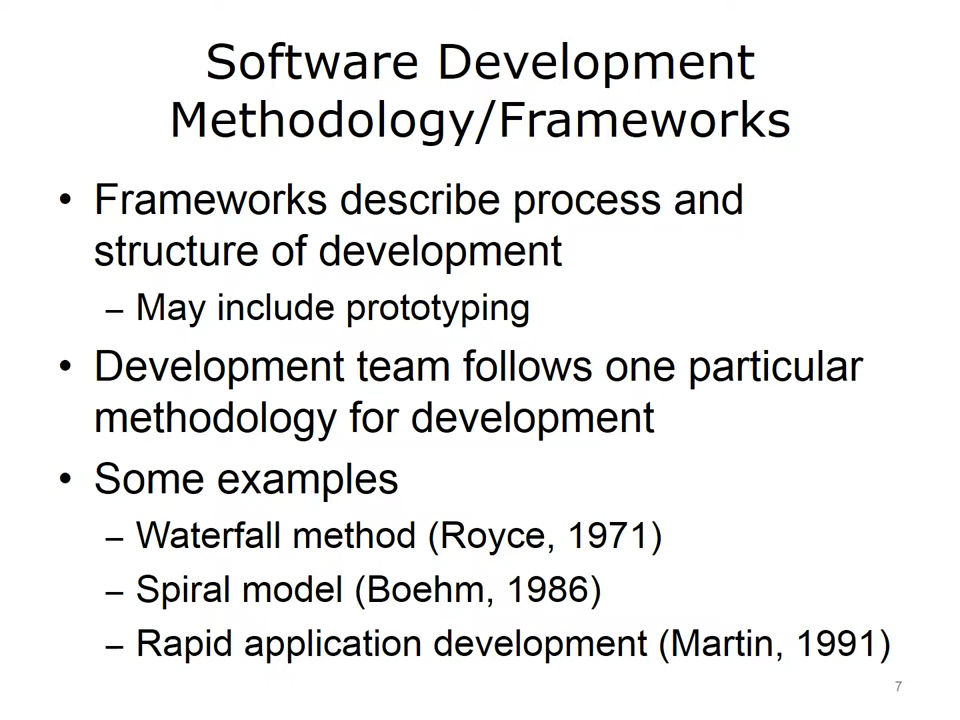 Software Development
Methodology/Frameworks
• Frameworks describe process and
structure of development
– May include prototyping
• Development team follows one particular
methodology for development
• Some examples
– Waterfall method (Royce, 1971)
– Spiral model (Boehm, 1986)
– Rapid application development (Martin, 1991)
7